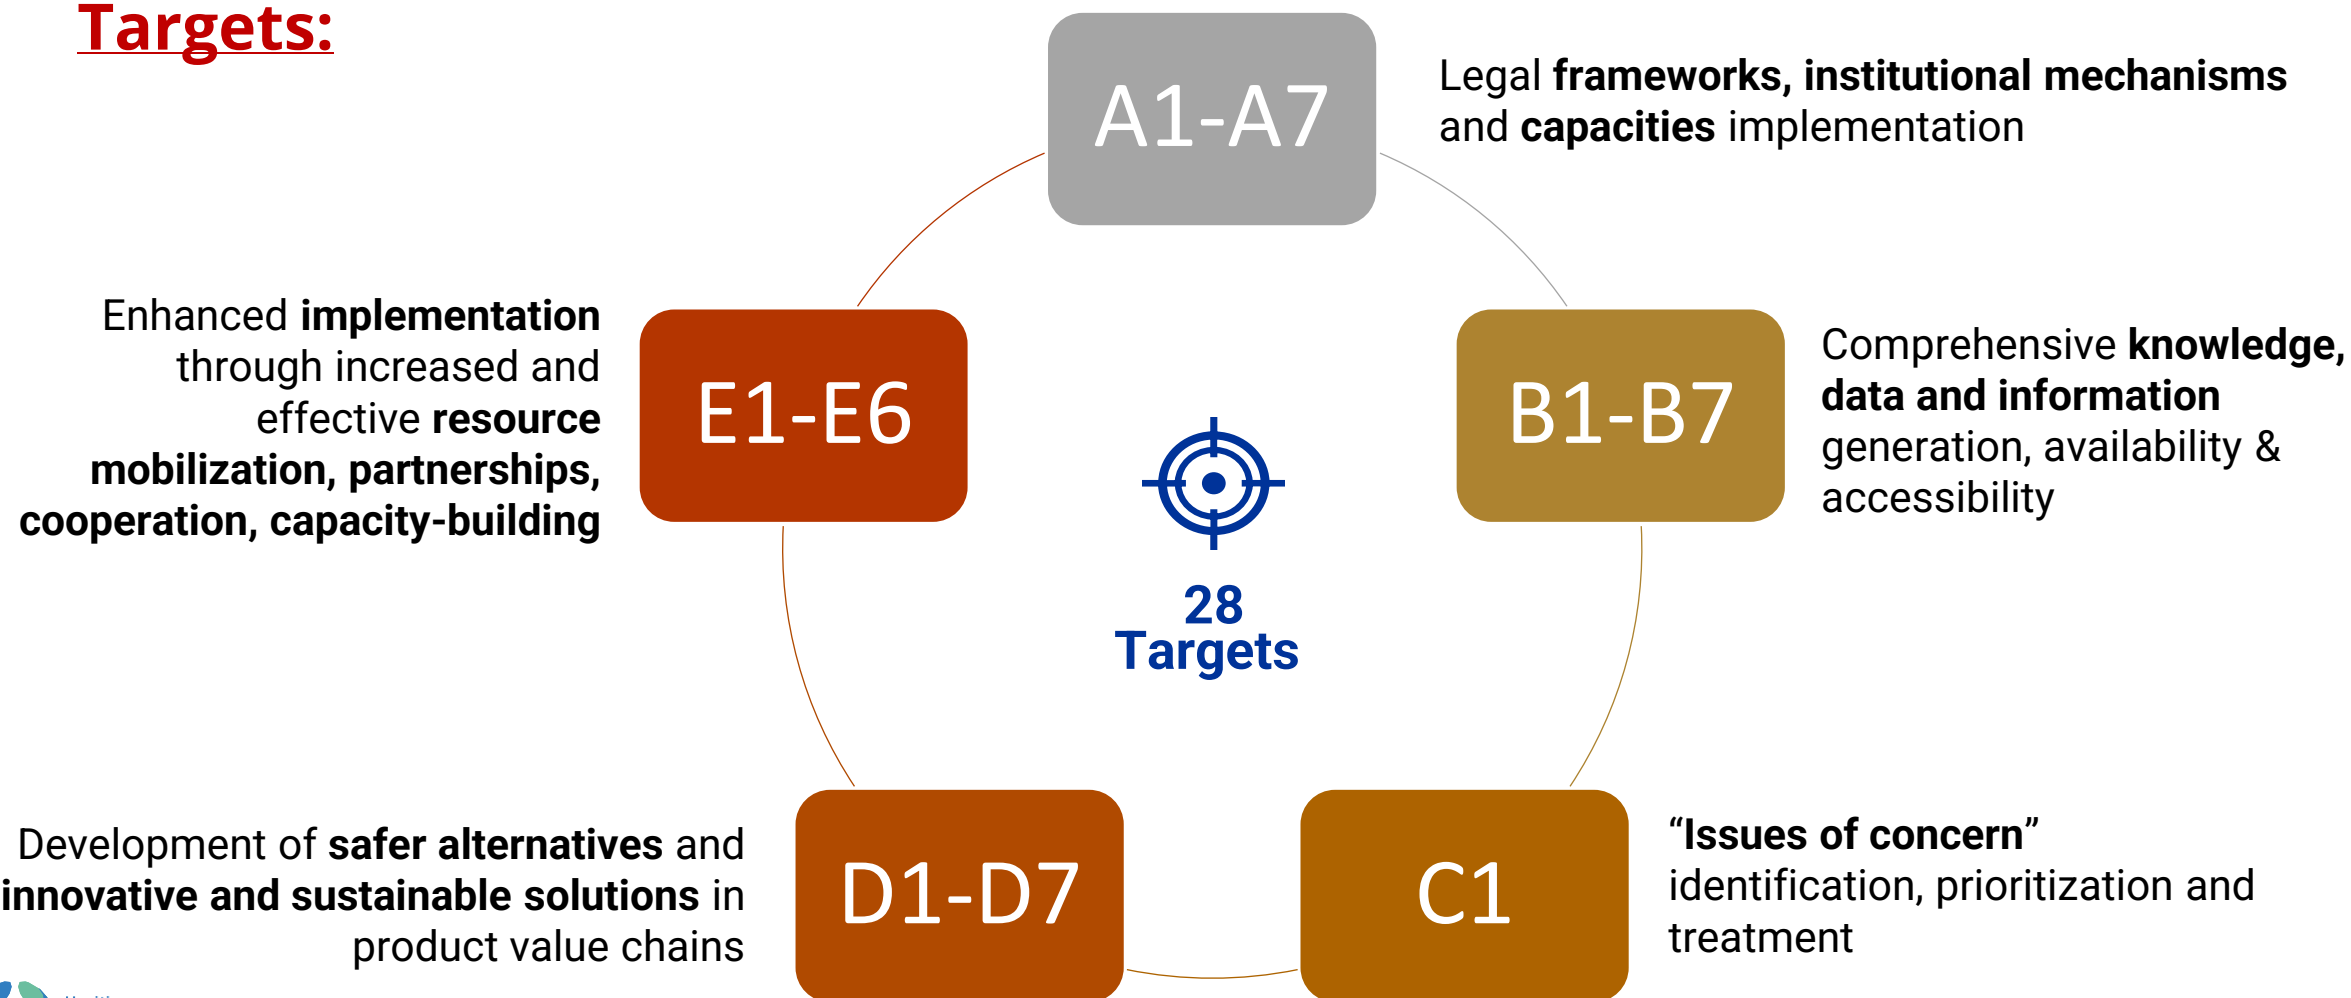 Targets:
A1-A7
Legal frameworks, institutional mechanisms
and capacities implementation
B1-B7
Comprehensive knowledge,
data and information
generation, availability &
accessibility
C1
“Issues of concern”
identification, prioritization and
treatment
D1-D7
Development of safer alternatives and
innovative and sustainable solutions in
product value chains
E1-E6
Enhanced implementation
through increased and
effective resource
mobilization, partnerships,
cooperation, capacity-building
28
Targets